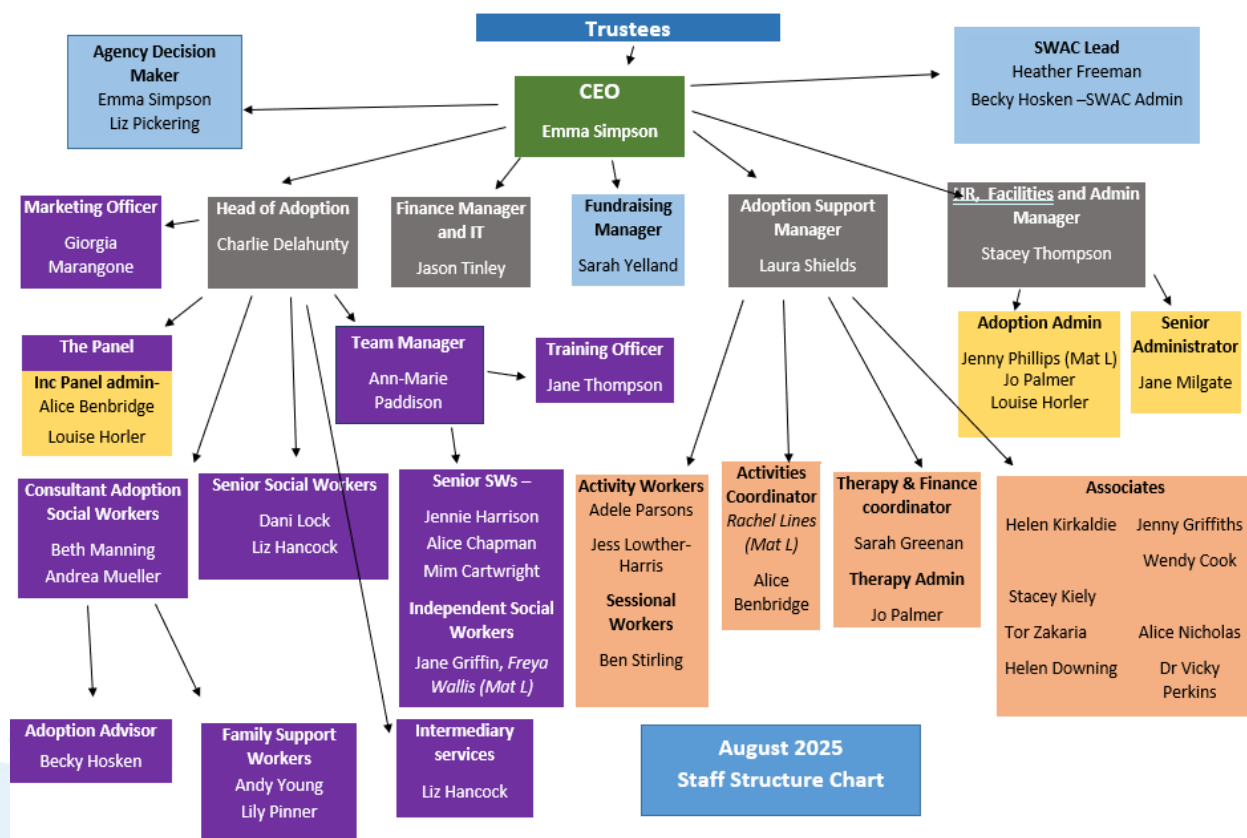 Trustees
Agency Decision
Maker
Emma Simpson
Liz Pickering
CEO
Emma Simpson
SWAC Lead
Heather Freeman
Becky Hosken –SWAC Admin
Marketing Officer
Giorgia
Marangone
Head of Adoption
Charlie Delahunty
Finance Manager
and IT
Jason Tinley
Fundraising
Manager
Sarah Yelland
Adoption Support
Manager
Laura Shields
HR, Facilities and Admin
Manager
Stacey Thompson
The Panel
Inc Panel admin-
Alice Benbridge
Louise Horler
Team Manager
Ann-Marie
Paddison
Training Officer
Jane Thompson
Adoption Admin
Jenny Phillips (Mat L)
Jo Palmer
Louise Horler
Senior
Administrator
Jane Milgate
Consultant Adoption
Social Workers
Beth Manning
Andrea Mueller
Senior Social Workers
Dani Lock
Liz Hancock
Senior SWs –
Jennie Harrison
Alice Chapman
Mim Cartwright
Independent Social
Workers
Jane Griffin, Freya
Wallis (Mat L)
Activity Workers
Adele Parsons
Jess Lowther-
Harris
Sessional
Workers
Ben Stirling
Activities
Coordinator
Rachel Lines
(Mat L)
Alice
Benbridge
Therapy & Finance
coordinator
Sarah Greenan
Therapy Admin
Jo Palmer
Associates
Helen Kirkaldie Jenny Griffiths
Wendy Cook
Stacey Kiely
Tor Zakaria Alice Nicholas
Helen Downing Dr Vicky
Perkins
Adoption Advisor
Becky Hosken
Family Support
Workers
Andy Young
Lily Pinner
Intermediary
services
Liz Hancock
August 2025
Staff Structure Chart